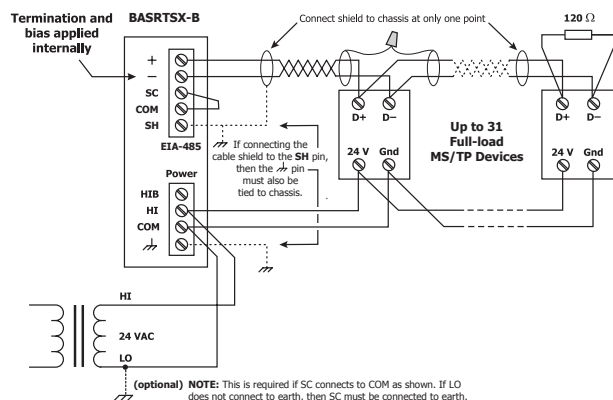 Termination and
bias applied
internally
BASRTSX-B
Connect shield to chassis at only one point
120 Ω
+
−
SC
COM
SH
EIA-485
D+ D−
D+ D−
Up to 31
Full-load
MS/TP Devices
24 V Gnd
24 V Gnd
If connecting the
cable shield to the SH pin,
then the pin
must also be
tied to chassis.
Power
HIB
HI
COM
HI
24 VAC
LO
(optional) NOTE: This is required if SC connects to COM as shown. If LO
does not connect to earth, then SC must be connected to earth.